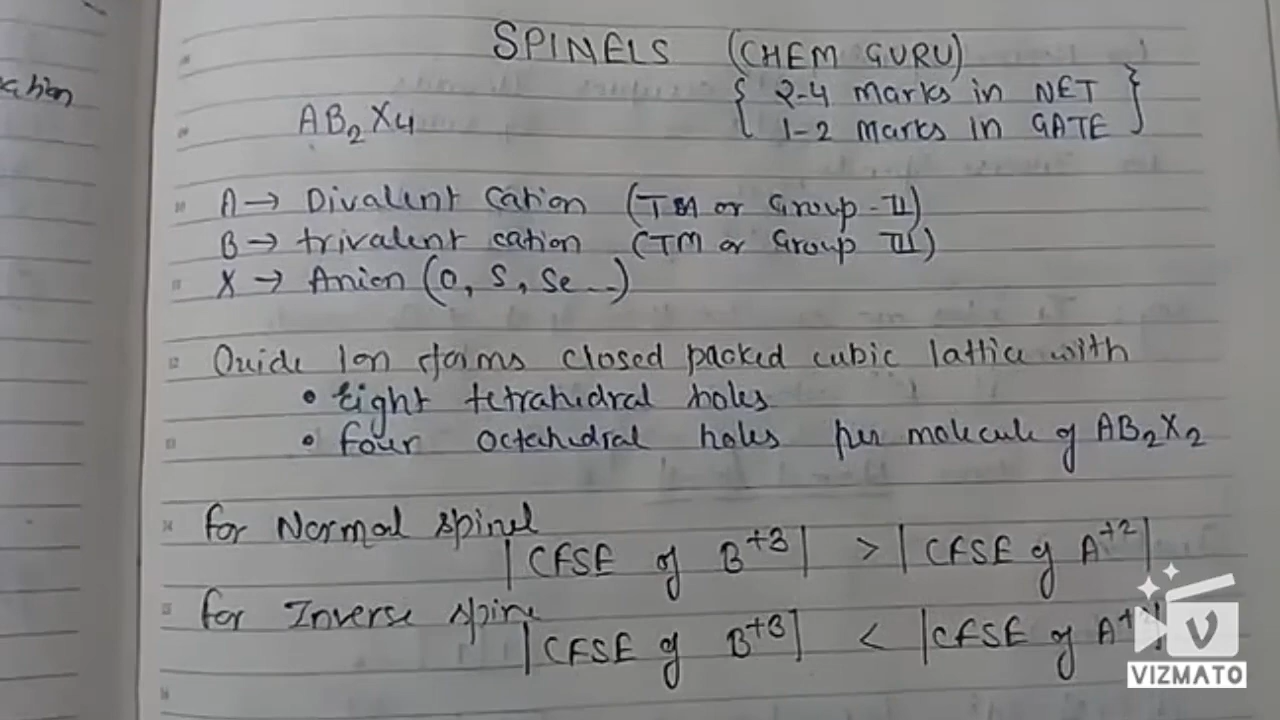 SPINELS (CHEM GURU)
{ 2-4 marks in NET
AB₂X₄ 1-2 marks in GATE }
cation
A → Divalent cation (TM or Group-II)
B → trivalent cation (TM or Group III)
X → Anion (O, S, Se...)
Oxide Ion forms closed packed cubic lattice with
• Eight tetrahedral holes
• four octahedral holes per molecule of AB₂X₂
for Normal spinel
|CFSE of B⁺³| > |CFSE of A⁺²|
for Inverse spine
|CFSE of B⁺³| < |CFSE of A⁺
V
VIZMATO